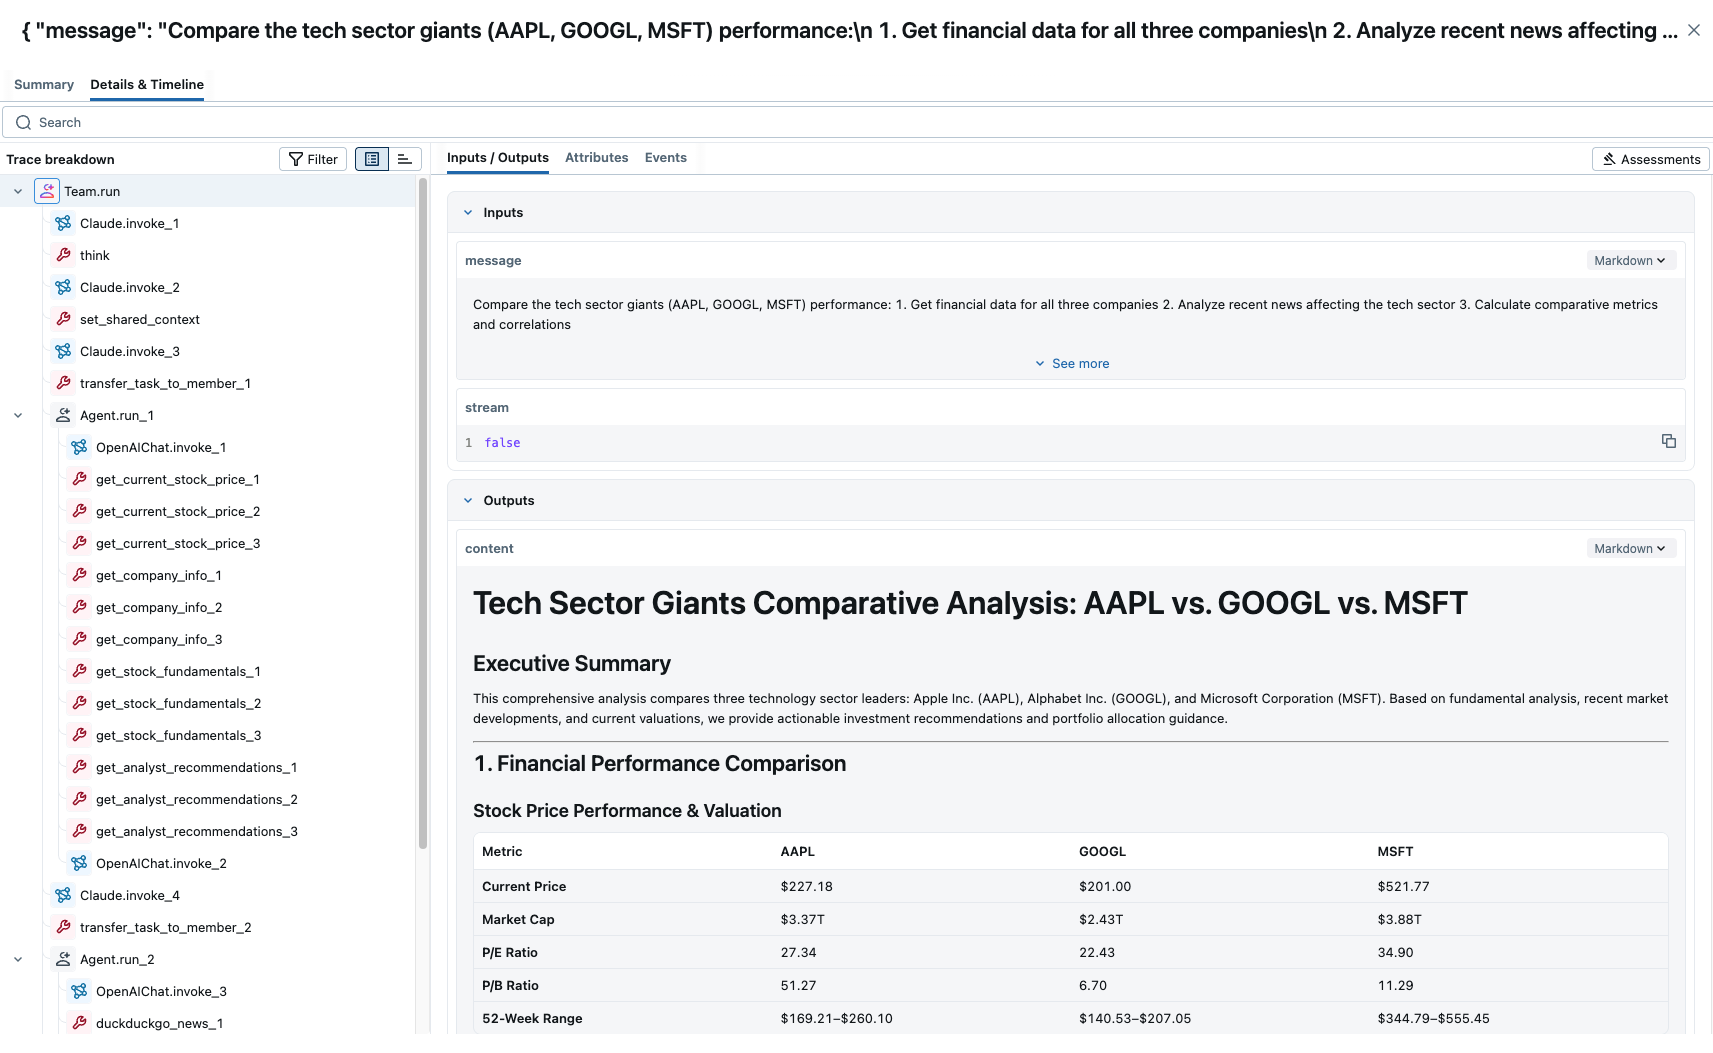 { "message": "Compare the tech sector giants (AAPL, GOOGL, MSFT) performance:\n 1. Get financial data for all three companies\n 2. Analyze recent news affecting ...
Summary
Details & Timeline
Search
Trace breakdown
Filter
Team.run
Claude.invoke_1
think
Claude.invoke_2
set_shared_context
Claude.invoke_3
transfer_task_to_member_1
Agent.run_1
OpenAIChat.invoke_1
get_current_stock_price_1
get_current_stock_price_2
get_current_stock_price_3
get_company_info_1
get_company_info_2
get_company_info_3
get_stock_fundamentals_1
get_stock_fundamentals_2
get_stock_fundamentals_3
get_analyst_recommendations_1
get_analyst_recommendations_2
get_analyst_recommendations_3
OpenAIChat.invoke_2
Claude.invoke_4
transfer_task_to_member_2
Agent.run_2
OpenAIChat.invoke_3
duckduckgo_news_1
Inputs / Outputs
Attributes
Events
Assessments
Inputs
message
Markdown
Compare the tech sector giants (AAPL, GOOGL, MSFT) performance: 1. Get financial data for all three companies 2. Analyze recent news affecting the tech sector 3. Calculate comparative metrics
and correlations
See more
stream
1 false
Outputs
content
Markdown
Tech Sector Giants Comparative Analysis: AAPL vs. GOOGL vs. MSFT
Executive Summary
This comprehensive analysis compares three technology sector leaders: Apple Inc. (AAPL), Alphabet Inc. (GOOGL), and Microsoft Corporation (MSFT). Based on fundamental analysis, recent market
developments, and current valuations, we provide actionable investment recommendations and portfolio allocation guidance.
1. Financial Performance Comparison
Stock Price Performance & Valuation
Metric AAPL GOOGL MSFT
Current Price $227.18 $201.00 $521.77
Market Cap $3.37T $2.43T $3.88T
P/E Ratio 27.34 22.43 34.90
P/B Ratio 51.27 6.70 11.29
52-Week Range $169.21–$260.10 $140.53–$207.05 $344.79–$555.45